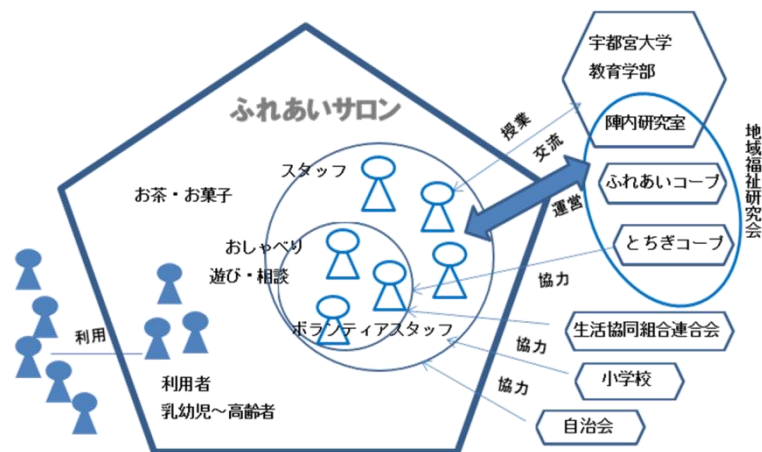 宇都宮大学
教育学部
陣内研究室
地域福祉研究会
ふれあいサロン
授業
交流
スタッフ
ふれあいコープ
お茶・お菓子
運営
とちぎコープ
おしゃべり
遊び・相談
協力
利用
ボランティアスタッフ
生活協同組合連合会
協力
利用者
乳幼児～高齢者
小学校
協力
自治会